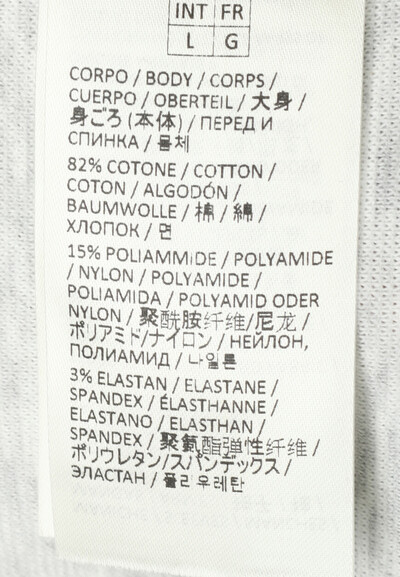 INT FR
L G
CORPO / BODY / CORPS /
CUERPO / OBERTEIL / 大身 /
身ごろ (本体) / ПЕРЕД И
СПИНКА / 몸체
82% COTONE / COTTON /
COTON / ALGODÓN /
BAUMWOLLE / 棉 / 綿 /
ХЛОПОК / 면
15% POLIAMMIDE / POLYAMIDE
/ NYLON / POLYAMIDE /
POLIAMIDA / POLYAMID ODER
NYLON / 聚酰胺纤维/尼龙 /
ポリアミド/ナイロン / НЕЙЛОН,
ПОЛИАМИД / 나일론
3% ELASTAN / ELASTANE /
SPANDEX / ÉLASTHANNE /
ELASTANO / ELASTHAN /
SPANDEX / 聚氨酯弹性纤维 /
ポリウレタン/スパンデックス /
ЭЛАСТАН / 폴리우레탄